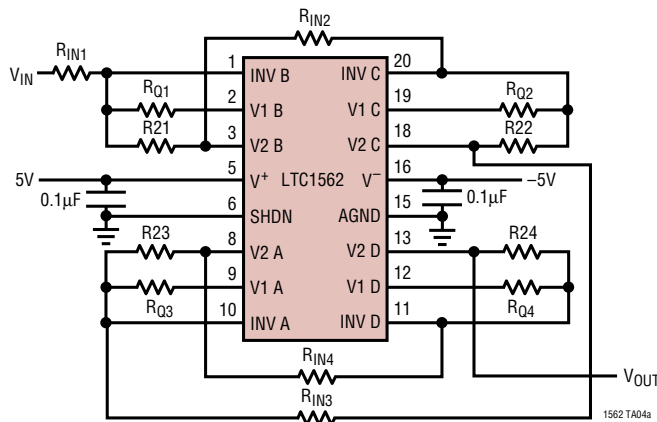 RIN2
RIN1
VIN
1
INV B
INV C
20
RQ1
2
V1 B
V1 C
19
RQ2
R21
3
V2 B
V2 C
18
R22
5V
5
V+
LTC1562
V−
16
−5V
0.1µF
6
SHDN
AGND
15
0.1µF
R23
8
V2 A
V2 D
13
R24
RQ3
9
V1 A
V1 D
12
RQ4
10
INV A
INV D
11
RIN4
VOUT
RIN3
1562 TA04a